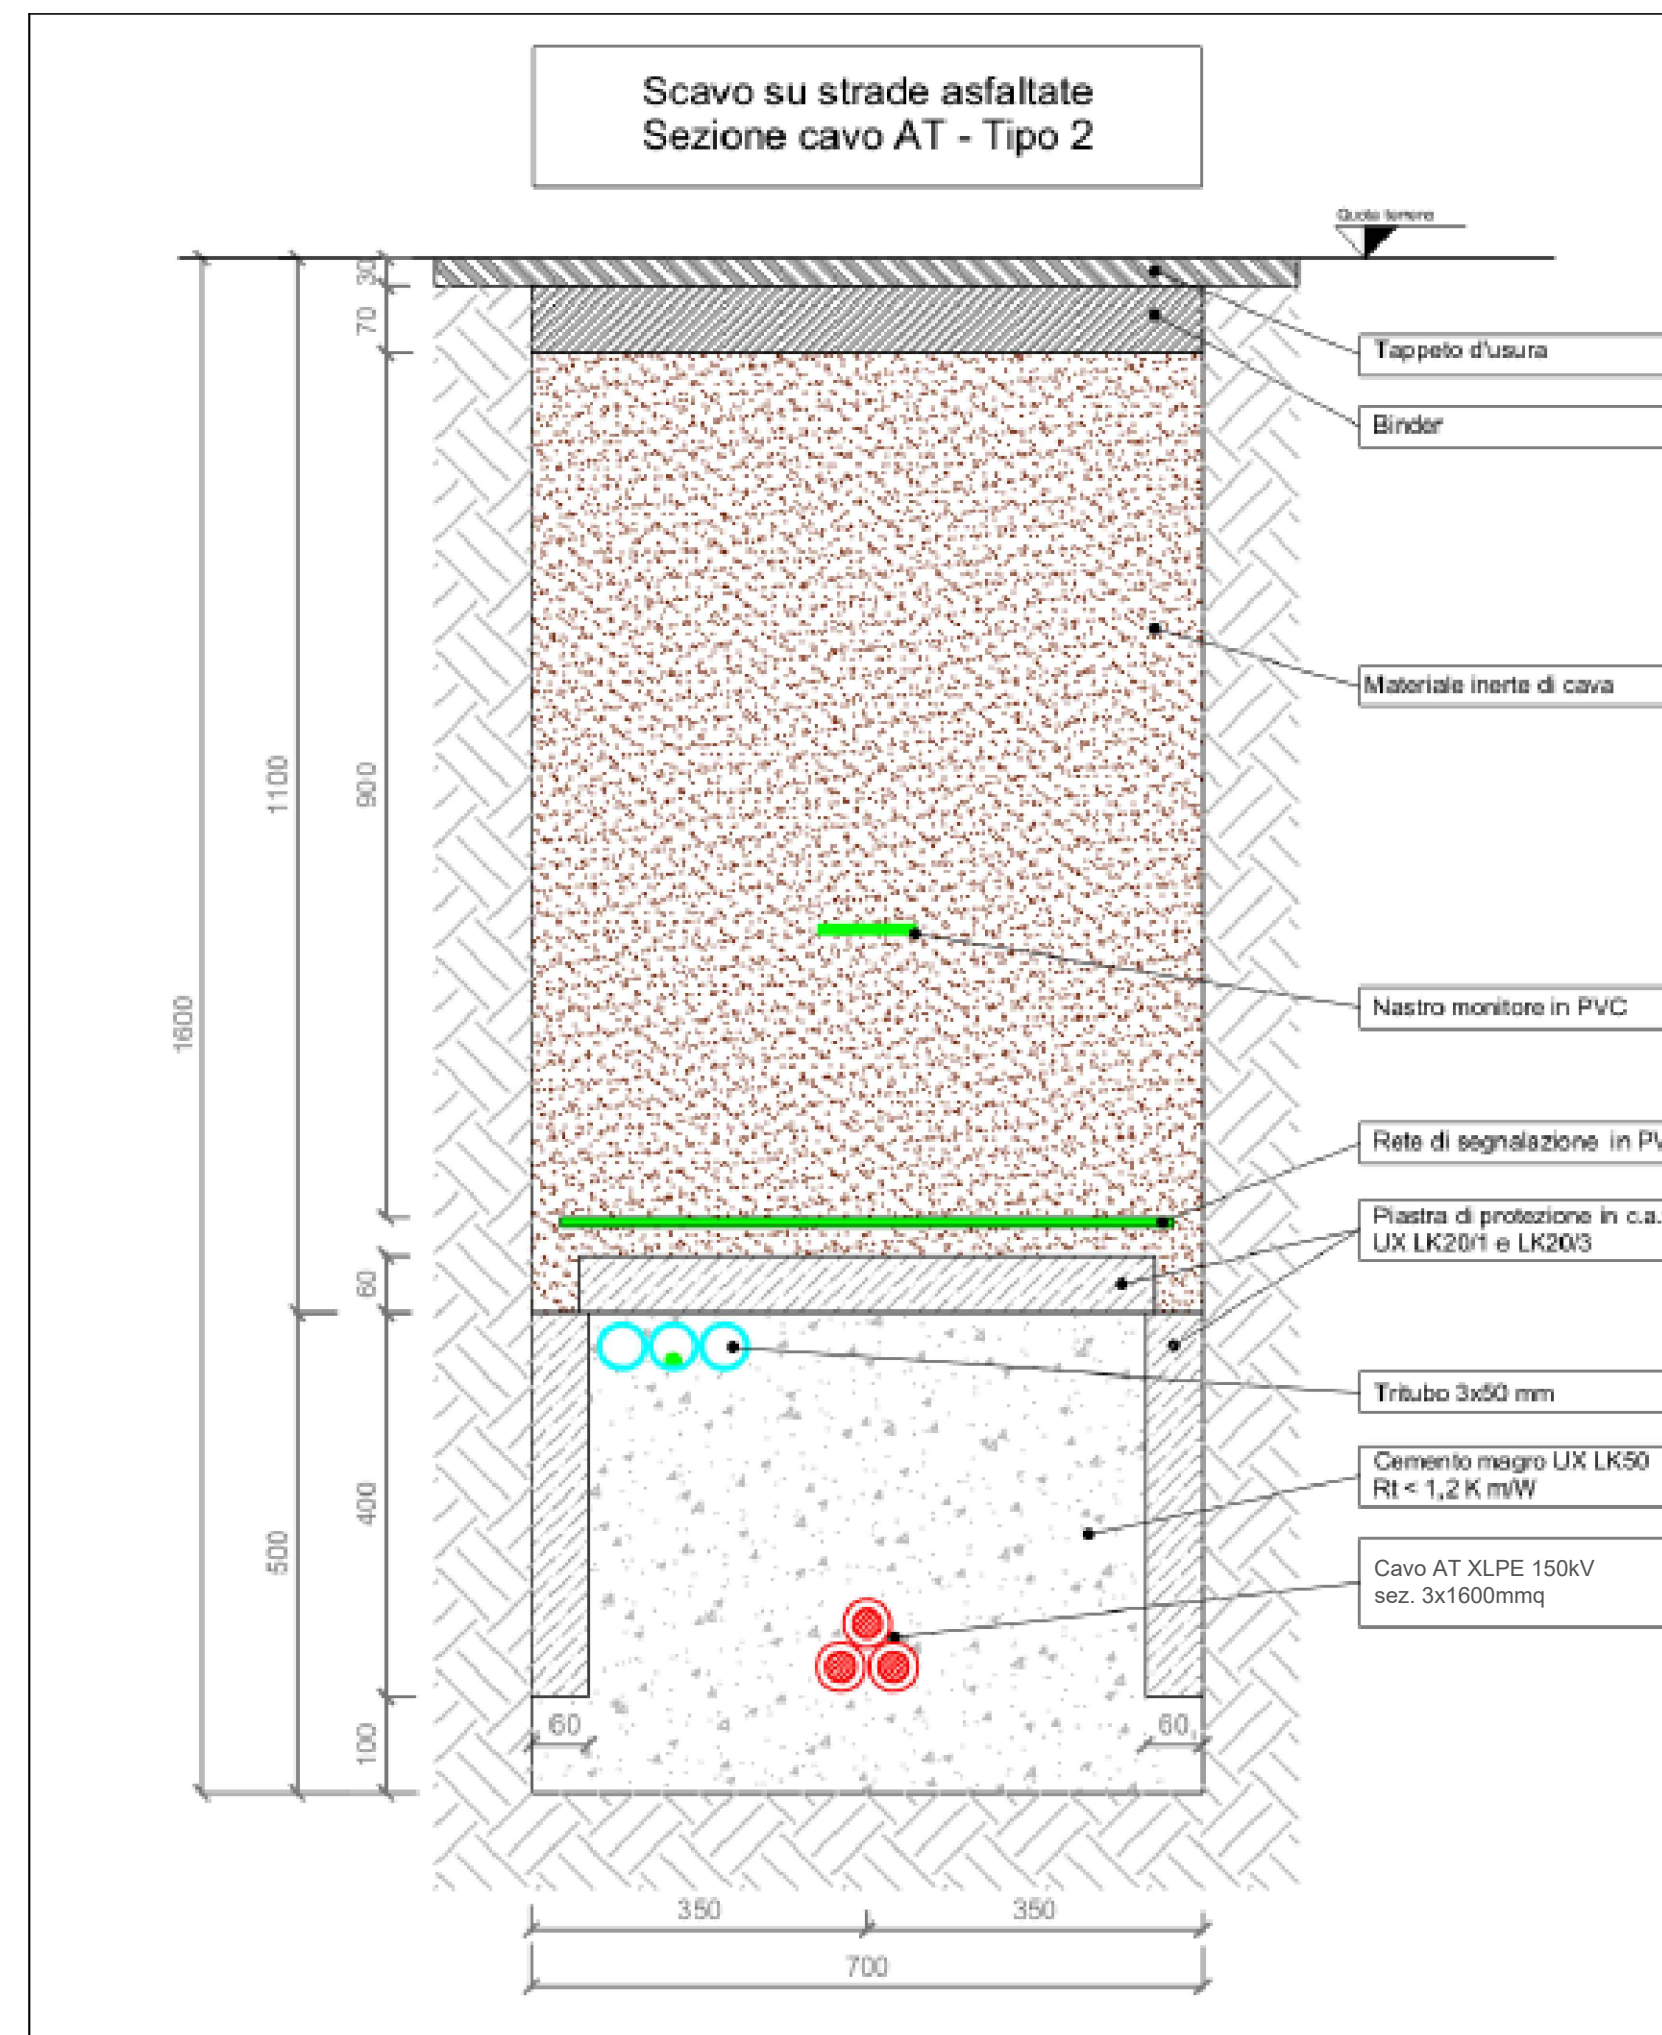 Scavo su strade asfaltate
Sezione cavo AT - Tipo 2
Quota terreno
30
70
Tappeto d'usura
Binder
Materiale inerte di cava
1100
900
1600
Nastro monitore in PVC
Rete di segnalazione in PV
Piastra di protezione in c.a.
UX LK20/1 e LK20/3
60
Tritubo 3x50 mm
Cemento magro UX LK50
Rt < 1,2 K m/W
400
500
Cavo AT XLPE 150kV
sez. 3x1600mmq
60
60
100
350
350
700